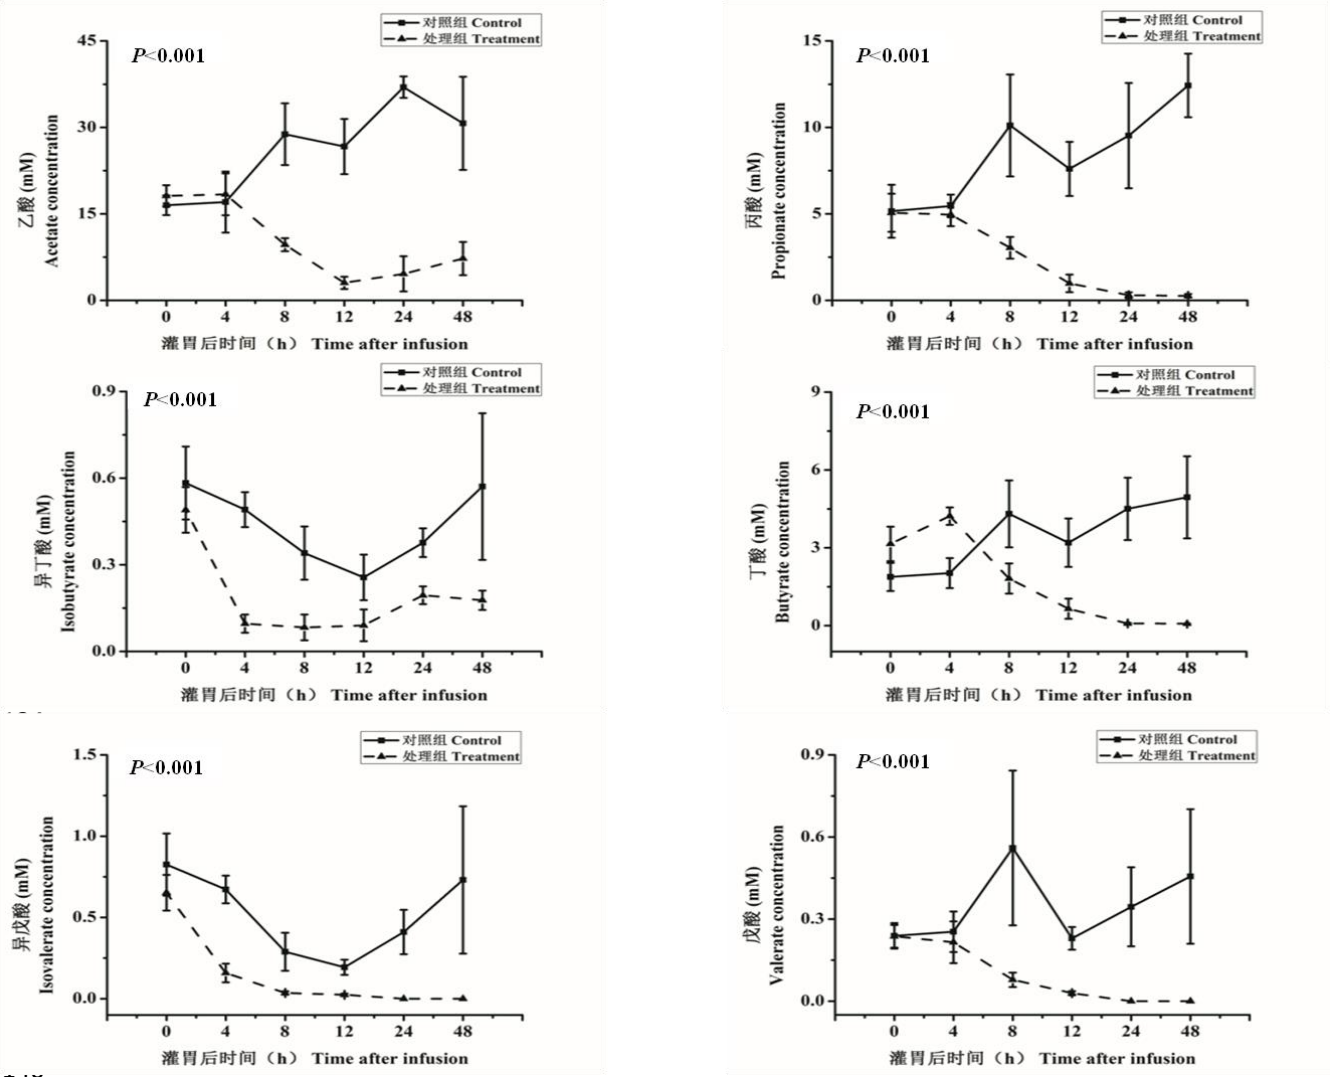 对照组 Control
处理组 Treatment
P<0.001
45
30
15
0
乙酸 (mM)
Acetate concentration
0 4 8 12 24 48
灌胃后时间（h） Time after infusion
对照组 Control
处理组 Treatment
P<0.001
15
10
5
0
丙酸 (mM)
Propionate concentration
0 4 8 12 24 48
灌胃后时间（h） Time after infusion
对照组 Control
处理组 Treatment
P<0.001
0.9
0.6
0.3
0.0
异丁酸 (mM)
Isobutyrate concentration
0 4 8 12 24 48
灌胃后时间（h） Time after infusion
对照组 Control
处理组 Treatment
P<0.001
9
6
3
0
丁酸 (mM)
Butyrate concentration
0 4 8 12 24 48
灌胃后时间（h） Time after infusion
对照组 Control
处理组 Treatment
P<0.001
1.5
1.0
0.5
0.0
异戊酸 (mM)
Isovalerate concentration
0 4 8 12 24 48
灌胃后时间（h） Time after infusion
对照组 Control
处理组 Treatment
P<0.001
0.9
0.6
0.3
0.0
戊酸 (mM)
Valerate concentration
0 4 8 12 24 48
灌胃后时间（h） Time after infusion